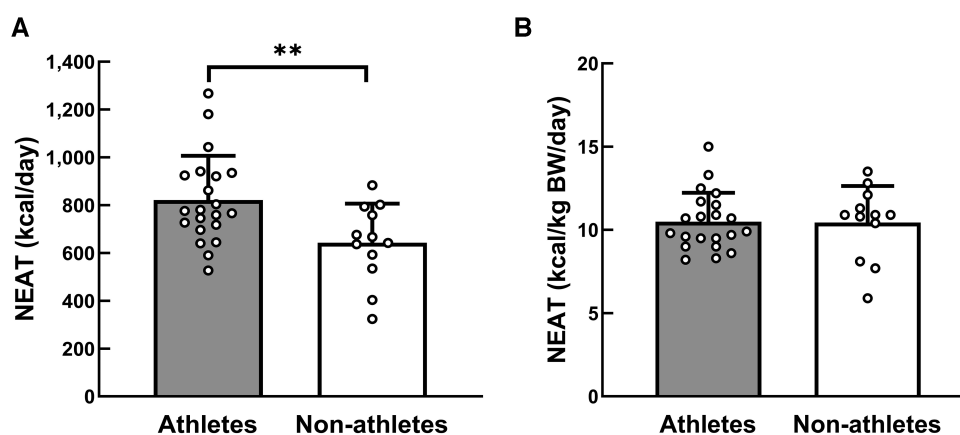 A
NEAT (kcal/day)
1,400
1,200
1,000
800
600
400
200
0
**
Athletes
Non-athletes
B
NEAT (kcal/kg BW/day)
20
15
10
5
0
Athletes
Non-athletes